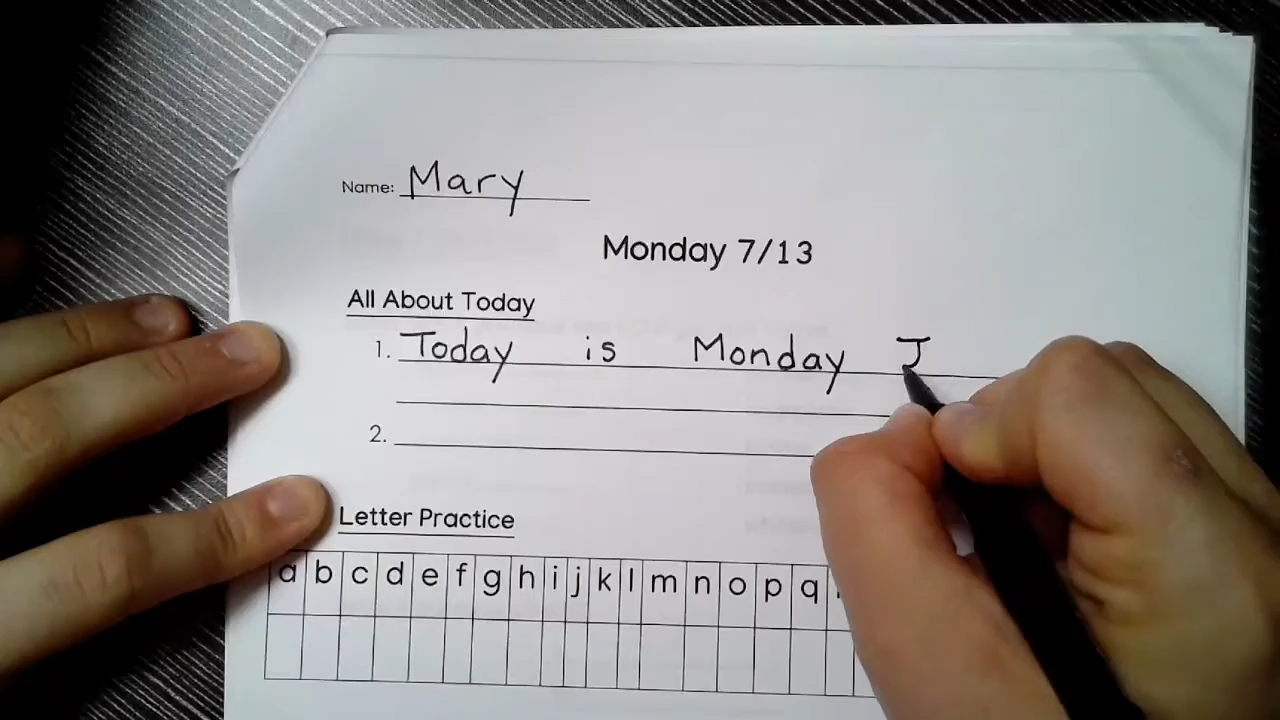 Name: Mary
Monday 7/13
All About Today
1. Today is Monday J
2.
Letter Practice
a b c d e f g h i j k l m n o p q